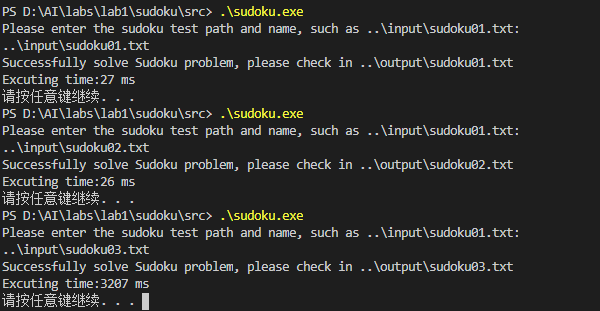 PS D:\AI\labs\lab1\sudoku\src> .\sudoku.exe
Please enter the sudoku test path and name, such as ..\input\sudoku01.txt:
..\input\sudoku01.txt
Successfully solve Sudoku problem, please check in ..\output\sudoku01.txt
Excuting time:27 ms
请按任意键继续. . .
PS D:\AI\labs\lab1\sudoku\src> .\sudoku.exe
Please enter the sudoku test path and name, such as ..\input\sudoku01.txt:
..\input\sudoku02.txt
Successfully solve Sudoku problem, please check in ..\output\sudoku02.txt
Excuting time:26 ms
请按任意键继续. . .
PS D:\AI\labs\lab1\sudoku\src> .\sudoku.exe
Please enter the sudoku test path and name, such as ..\input\sudoku01.txt:
..\input\sudoku03.txt
Successfully solve Sudoku problem, please check in ..\output\sudoku03.txt
Excuting time:3207 ms
请按任意键继续. . .